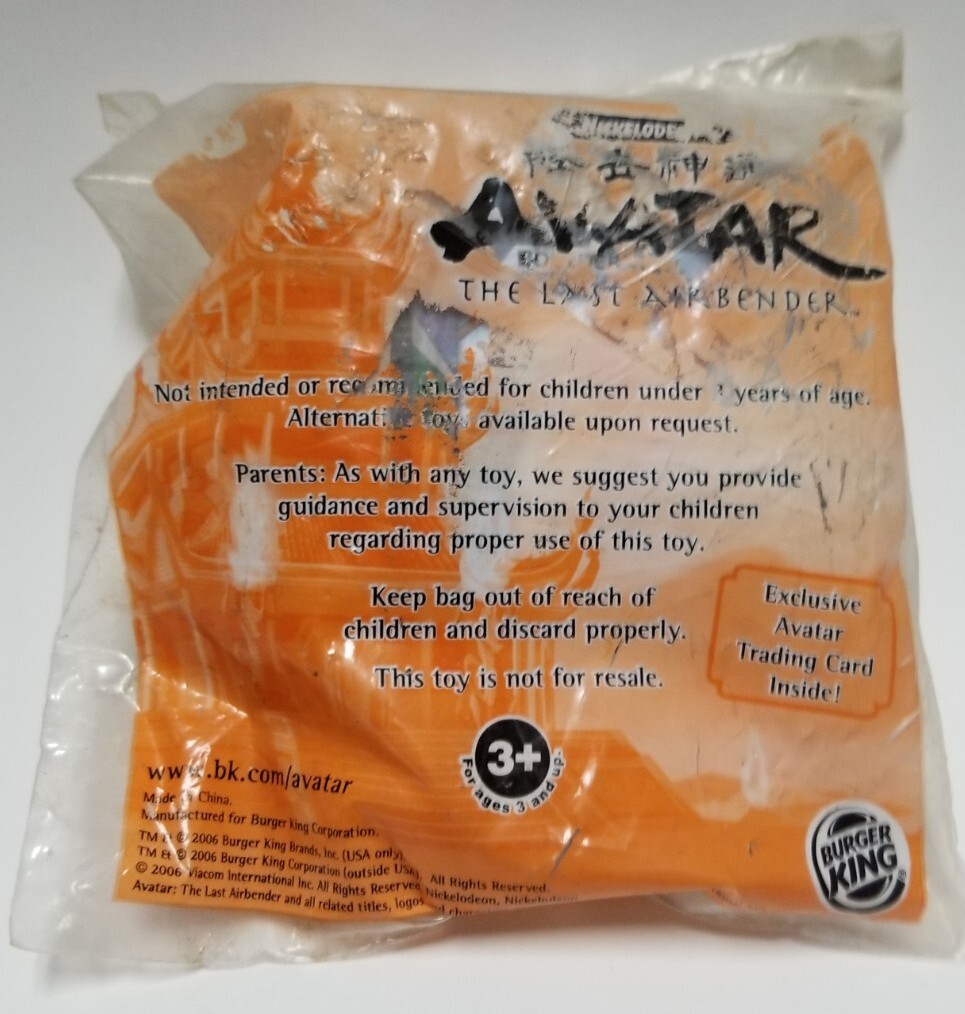 NICKELODE
神通
AVATAR
THE LAST AIRBENDER™
Not intended or recommended for children under 3 years of age.
Alternative toys available upon request.
Parents: As with any toy, we suggest you provide
guidance and supervision to your children
regarding proper use of this toy.
Keep bag out of reach of
children and discard properly.
This toy is not for resale.
Exclusive
Avatar
Trading Card
Inside!
3+
For ages 3 and up.
www.bk.com/avatar
Made in China.
Manufactured for Burger King Corporation.
TM & © 2006 Burger King Brands, Inc. (USA only)
TM & © 2006 Burger King Corporation (outside USA). All Rights Reserved.
© 2006 Viacom International Inc. All Rights Reserved Nickelodeon,
Avatar: The Last Airbender and all related titles, logos
BURGER
KING®